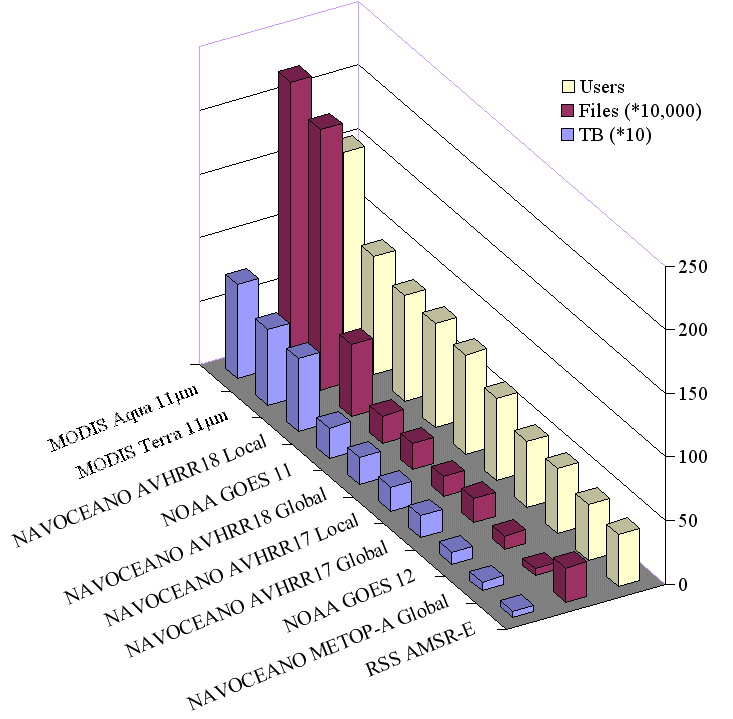 Users
Files (*10,000)
TB (*10)
250
200
150
100
50
0
MODIS Aqua 11µm
MODIS Terra 11µm
NAVOCEANO AVHRR18 Local
NOAA GOES 11
NAVOCEANO AVHRR18 Global
NAVOCEANO AVHRR17 Local
NAVOCEANO AVHRR17 Global
NOAA GOES 12
NAVOCEANO METOP-A Global
RSS AMSR-E